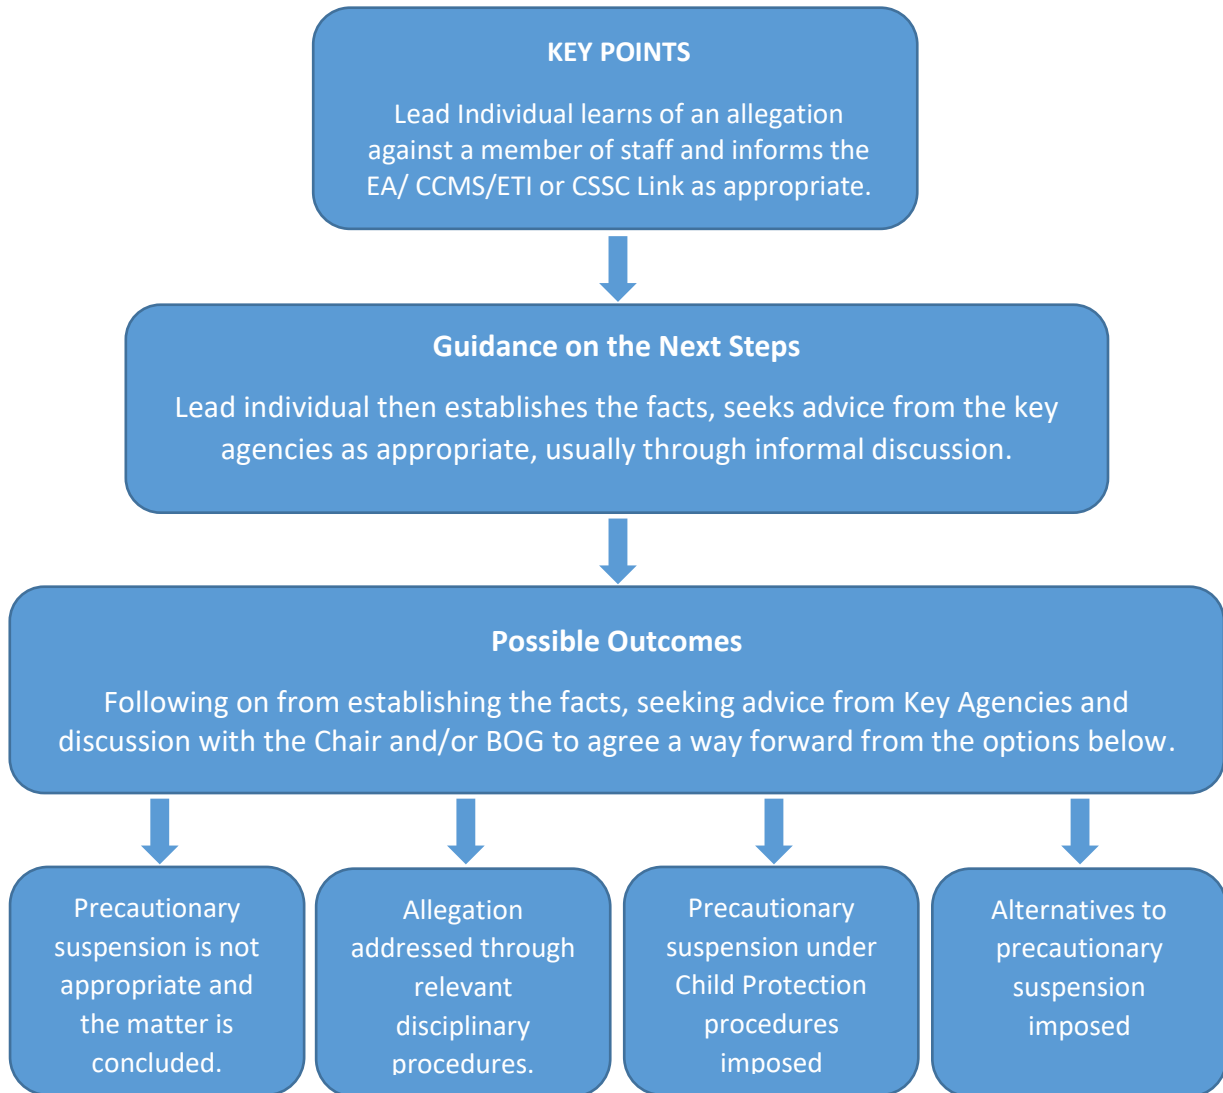 KEY POINTS
Lead Individual learns of an allegation
against a member of staff and informs the
EA/ CCMS/ETI or CSSC Link as appropriate.
Guidance on the Next Steps
Lead individual then establishes the facts, seeks advice from the key
agencies as appropriate, usually through informal discussion.
Possible Outcomes
Following on from establishing the facts, seeking advice from Key Agencies and
discussion with the Chair and/or BOG to agree a way forward from the options below.
Precautionary
suspension is not
appropriate and
the matter is
concluded.
Allegation
addressed through
relevant
disciplinary
procedures.
Precautionary
suspension under
Child Protection
procedures
imposed
Alternatives to
precautionary
suspension
imposed